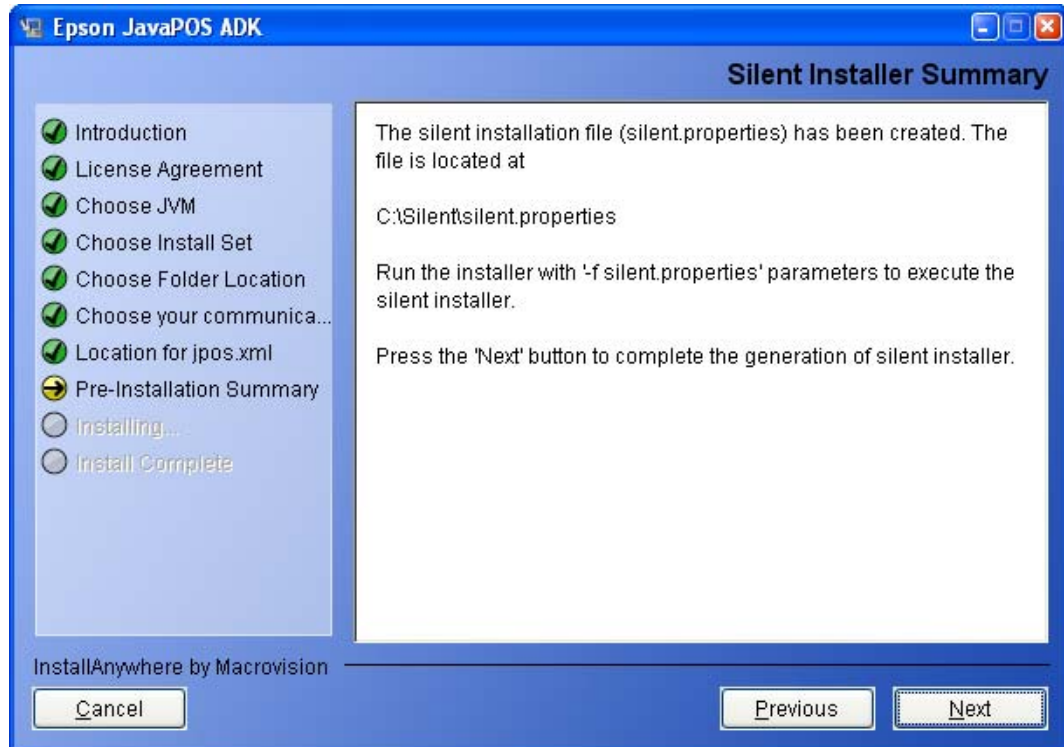 Epson JavaPOS ADK
Silent Installer Summary
Introduction
License Agreement
Choose JVM
Choose Install Set
Choose Folder Location
Choose your communica...
Location for jpos.xml
Pre-Installation Summary
Installing...
Install Complete
The silent installation file (silent.properties) has been created. The
file is located at
C:\Silent\silent.properties
Run the installer with '-f silent.properties' parameters to execute the
silent installer.
Press the 'Next' button to complete the generation of silent installer.
InstallAnywhere by Macrovision
Cancel
Previous
Next